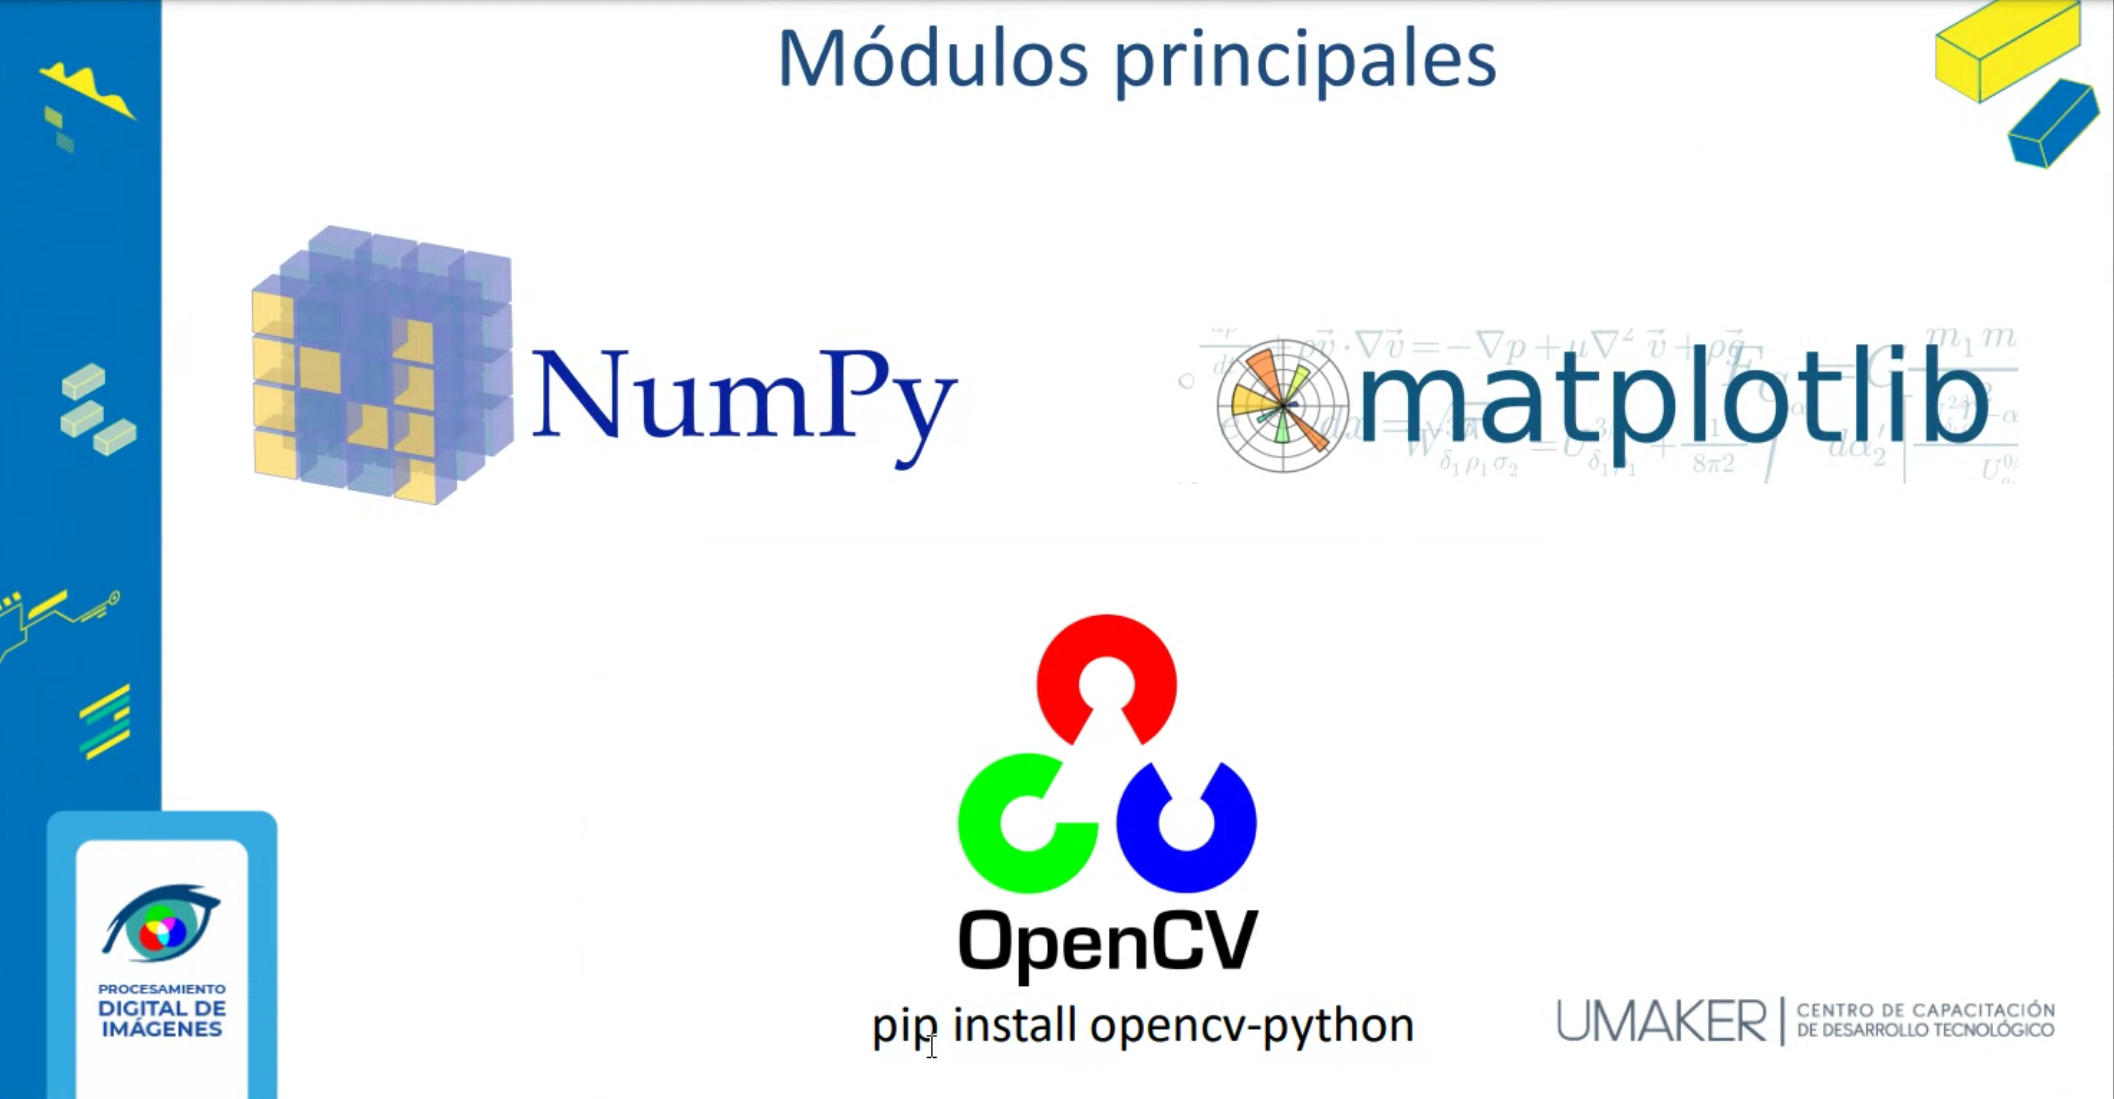 Módulos principales
NumPy
matplotlib
OpenCV
pip install opencv-python
PROCESAMIENTO
DIGITAL DE
IMÁGENES
UMAKER
CENTRO DE CAPACITACIÓN
DE DESARROLLO TECNOLÓGICO